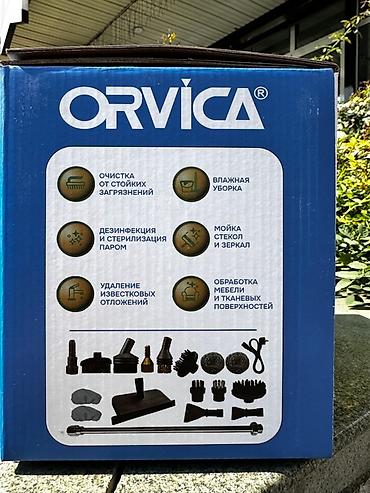 ORVICA®
ОЧИСТКА
ОТ СТОЙКИХ
ЗАГРЯЗНЕНИЙ
ВЛАЖНАЯ
УБОРКА
ДЕЗИНФЕКЦИЯ
И СТЕРИЛИЗАЦИЯ
ПАРОМ
МОЙКА
СТЕКОЛ
И ЗЕРКАЛ
УДАЛЕНИЕ
ИЗВЕСТКОВЫХ
ОТЛОЖЕНИЙ
ОБРАБОТКА
МЕБЕЛИ
И ТКАНЕВЫХ
ПОВЕРХНОСТЕЙ